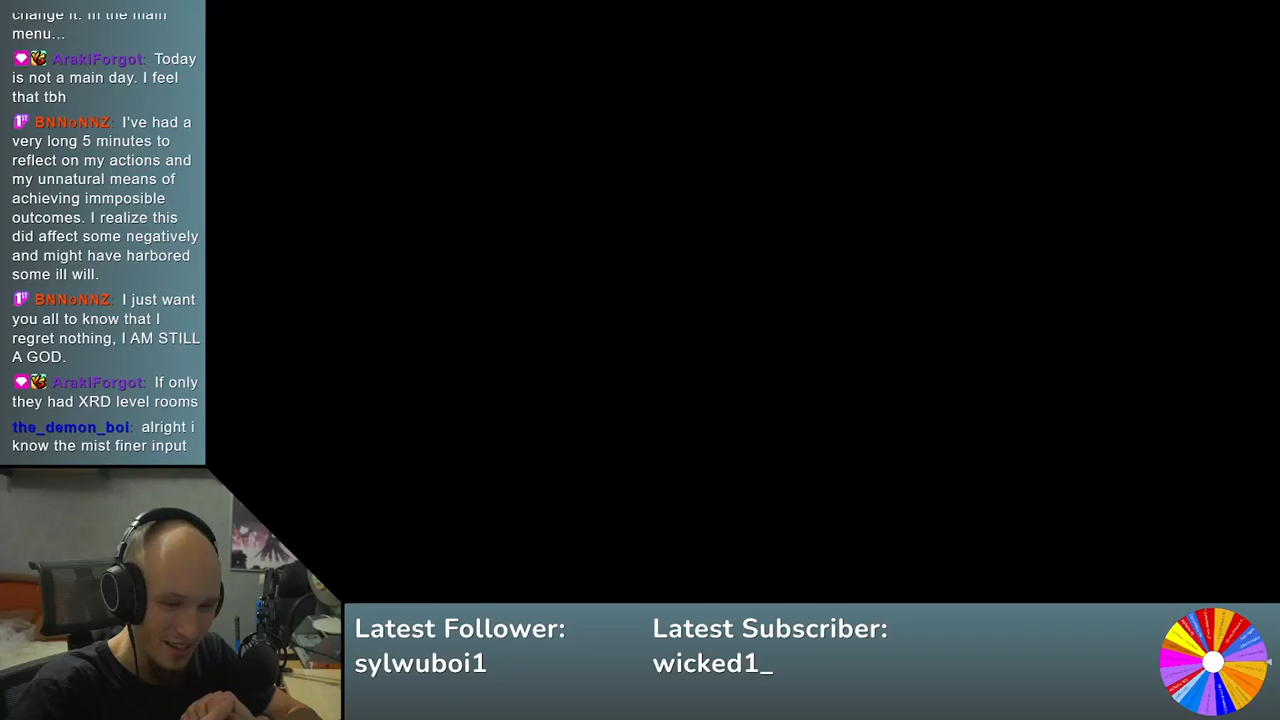 change it. In the main
menu...
ArakiForgot: Today
is not a main day. I feel
that tbh
BNNoNNZ: I've had a
very long 5 minutes to
reflect on my actions and
my unnatural means of
achieving immposible
outcomes. I realize this
did affect some negatively
and might have harbored
some ill will.
BNNoNNZ: I just want
you all to know that I
regret nothing, I AM STILL
A GOD.
ArakiForgot: If only
they had XRD level rooms
the_demon_boi: alright i
know the mist finer input
Latest Follower:
sylwuboi1
Latest Subscriber:
wicked1_